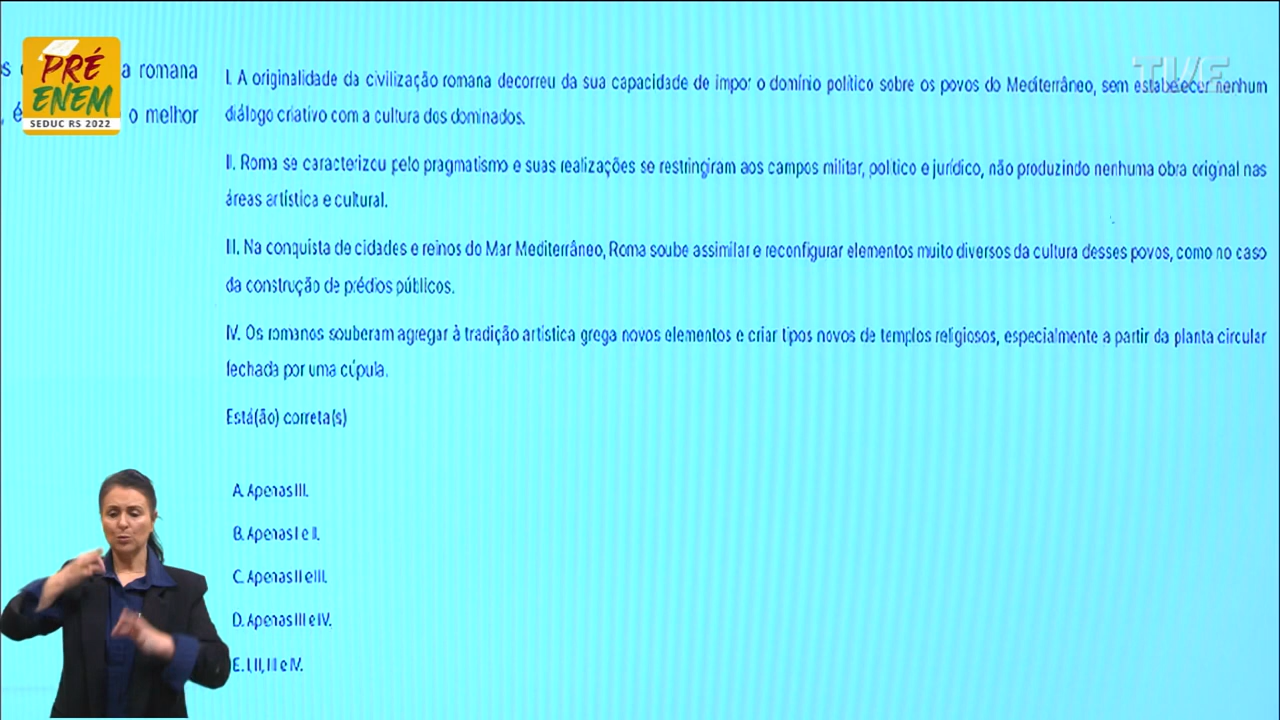 PRÉ
ENEM
SEDUC RS 2022
TVE
a romana
o melhor
I. A originalidade da civilização romana decorreu da sua capacidade de impor o domínio político sobre os povos do Mediterrâneo, sem estabelecer nenhum
diálogo criativo com a cultura dos dominados.
II. Roma se caracterizou pelo pragmatismo e suas realizações se restringiram aos campos militar, político e jurídico, não produzindo nenhuma obra original nas
áreas artística e cultural.
III. Na conquista de cidades e reinos do Mar Mediterrâneo, Roma soube assimilar e reconfigurar elementos muito diversos da cultura desses povos, como no caso
da construção de prédios públicos.
IV. Os romanos souberam agregar à tradição artística grega novos elementos e criar tipos novos de templos religiosos, especialmente a partir da planta circular
fechada por uma cúpula.
Está(ão) correta(s)
A. Apenas III.
B. Apenas I e II.
C. Apenas II e III.
D. Apenas III e IV.
E. I, II, III e IV.